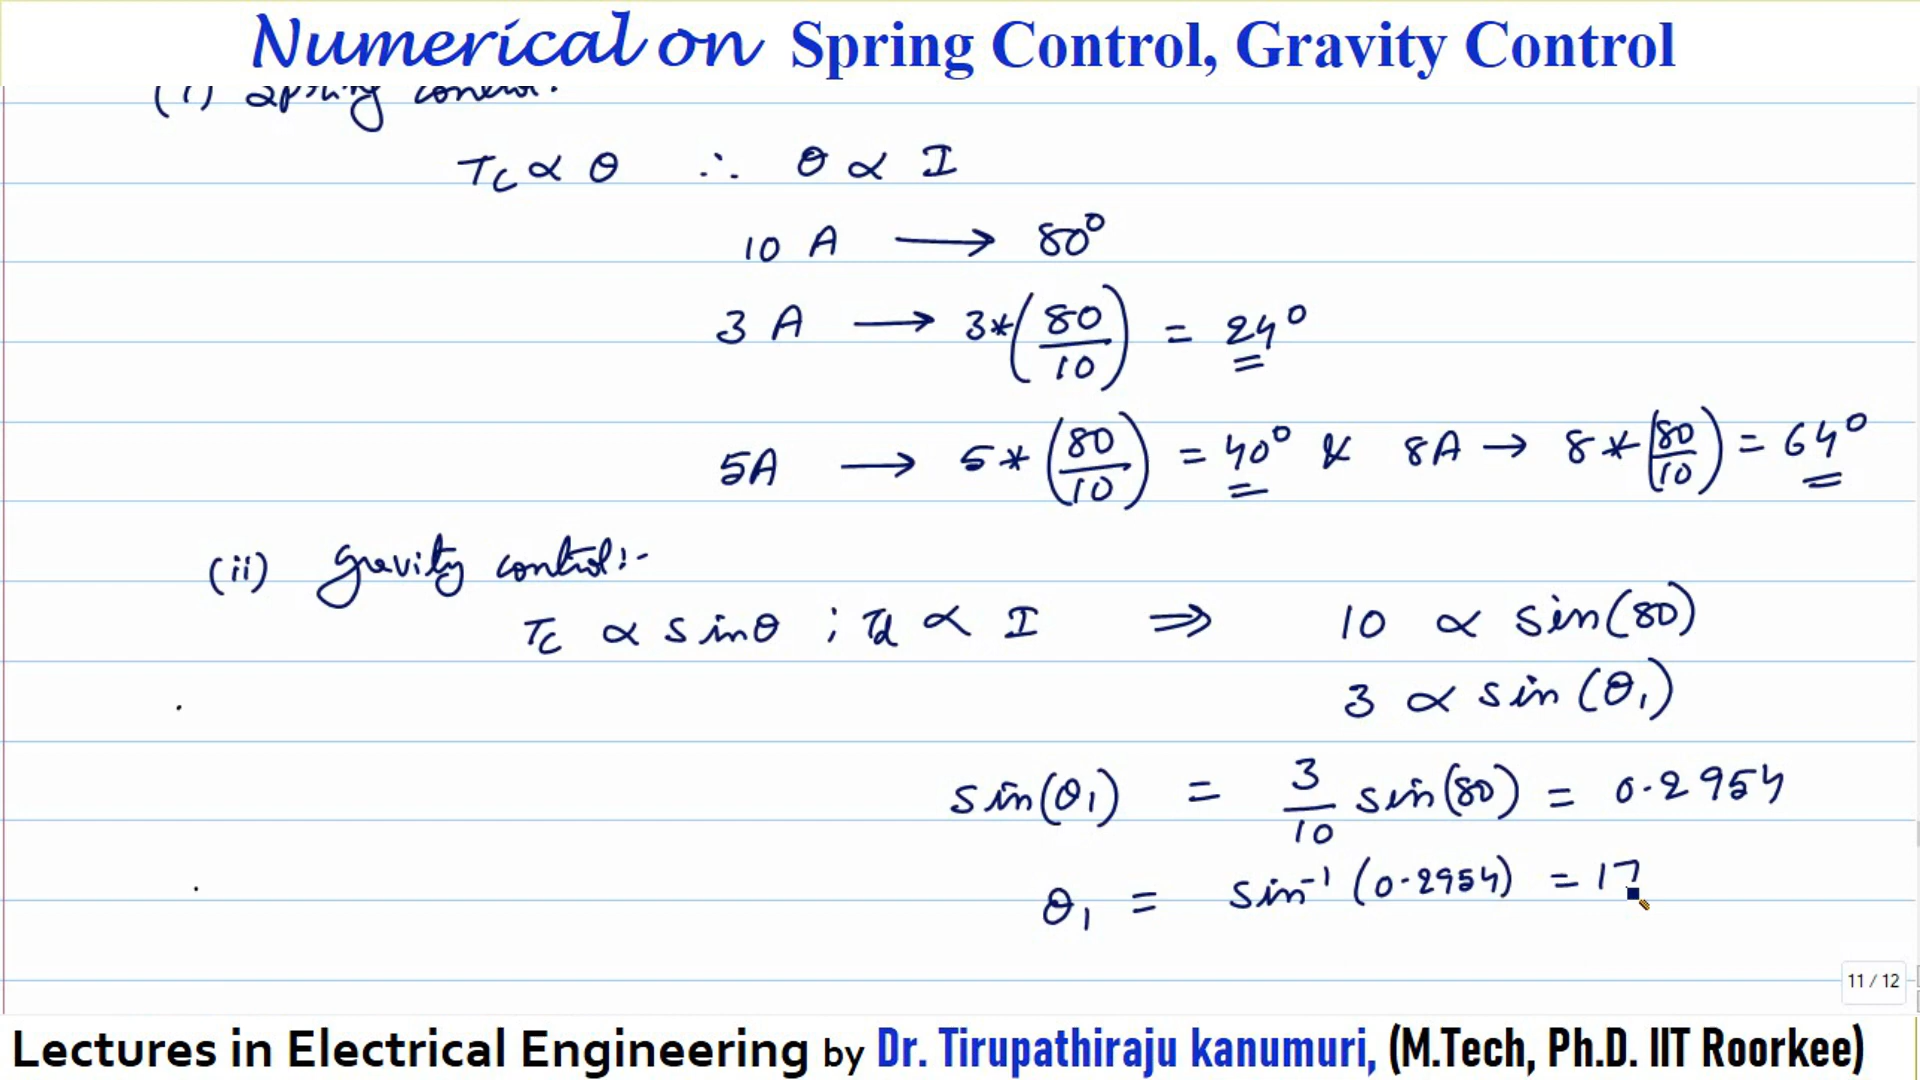 Numerical on Spring Control, Gravity Control
(i) Spring control:
Tc ∝ θ ∴ θ ∝ I
10 A ⟶ 80°
3 A ⟶ 3*(80/10) = 24°
5A ⟶ 5*(80/10) = 40° & 8A → 8*(80/10) = 64°
(ii) Gravity control:-
Tc ∝ sinθ ; Td ∝ I ⇒ 10 ∝ sin(80)
3 ∝ sin(θ₁)
sin(θ₁) = 3/10 sin(80) = 0.2954
θ₁ = sin⁻¹(0.2954) = 17
11 / 12
Lectures in Electrical Engineering by Dr. Tirupathiraju kanumuri, (M.Tech, Ph.D. IIT Roorkee)